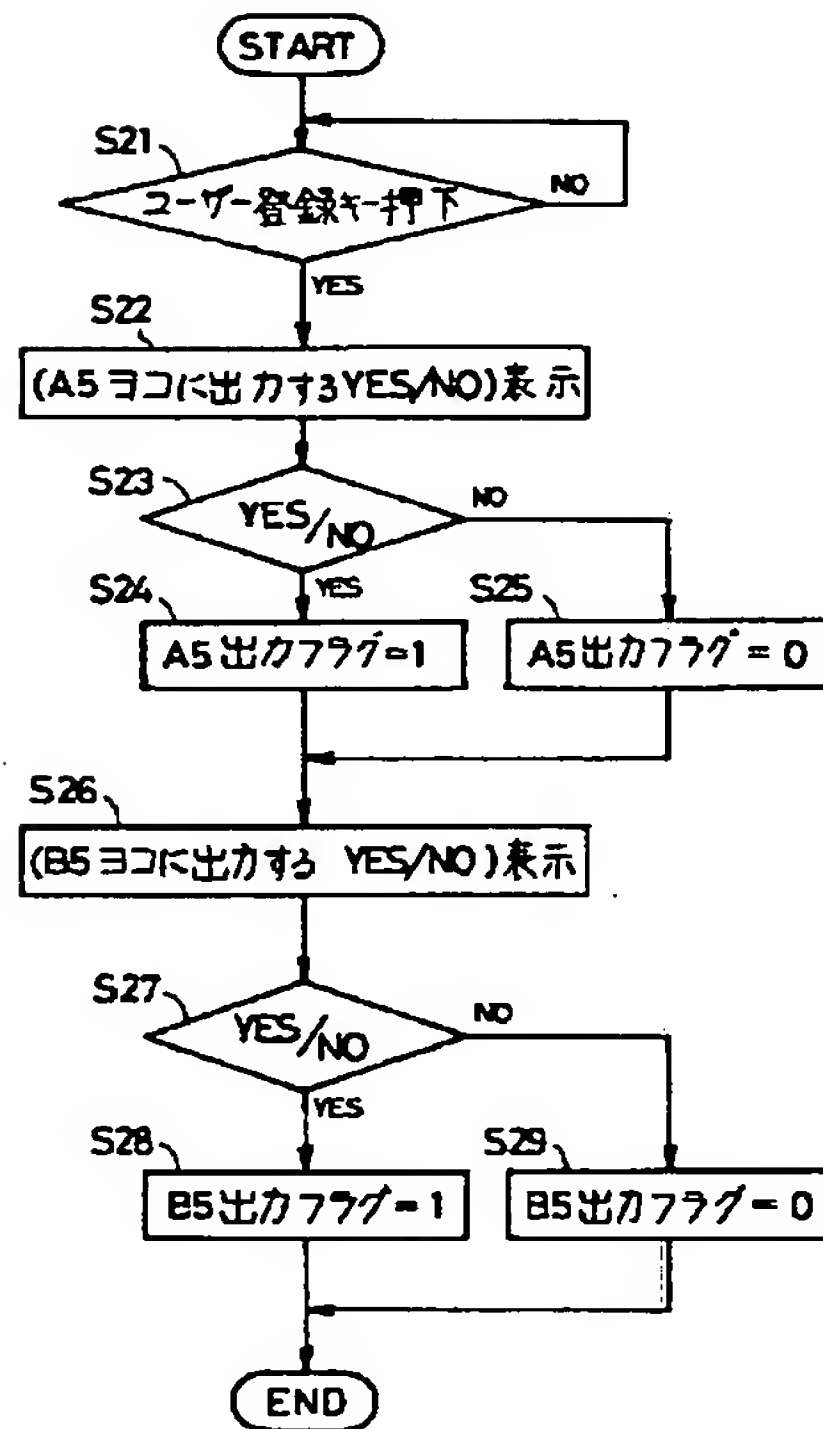 START
S21
ユーザー登録キー押下
NO
YES
S22
(A5ヨコに出力するYES/NO)表示
S23
YES/NO
NO
YES
S24
A5出力フラグ=1
S25
A5出力フラグ=0
S26
(B5ヨコに出力する YES/NO)表示
S27
YES/NO
NO
YES
S28
B5出力フラグ=1
S29
B5出力フラグ=0
END